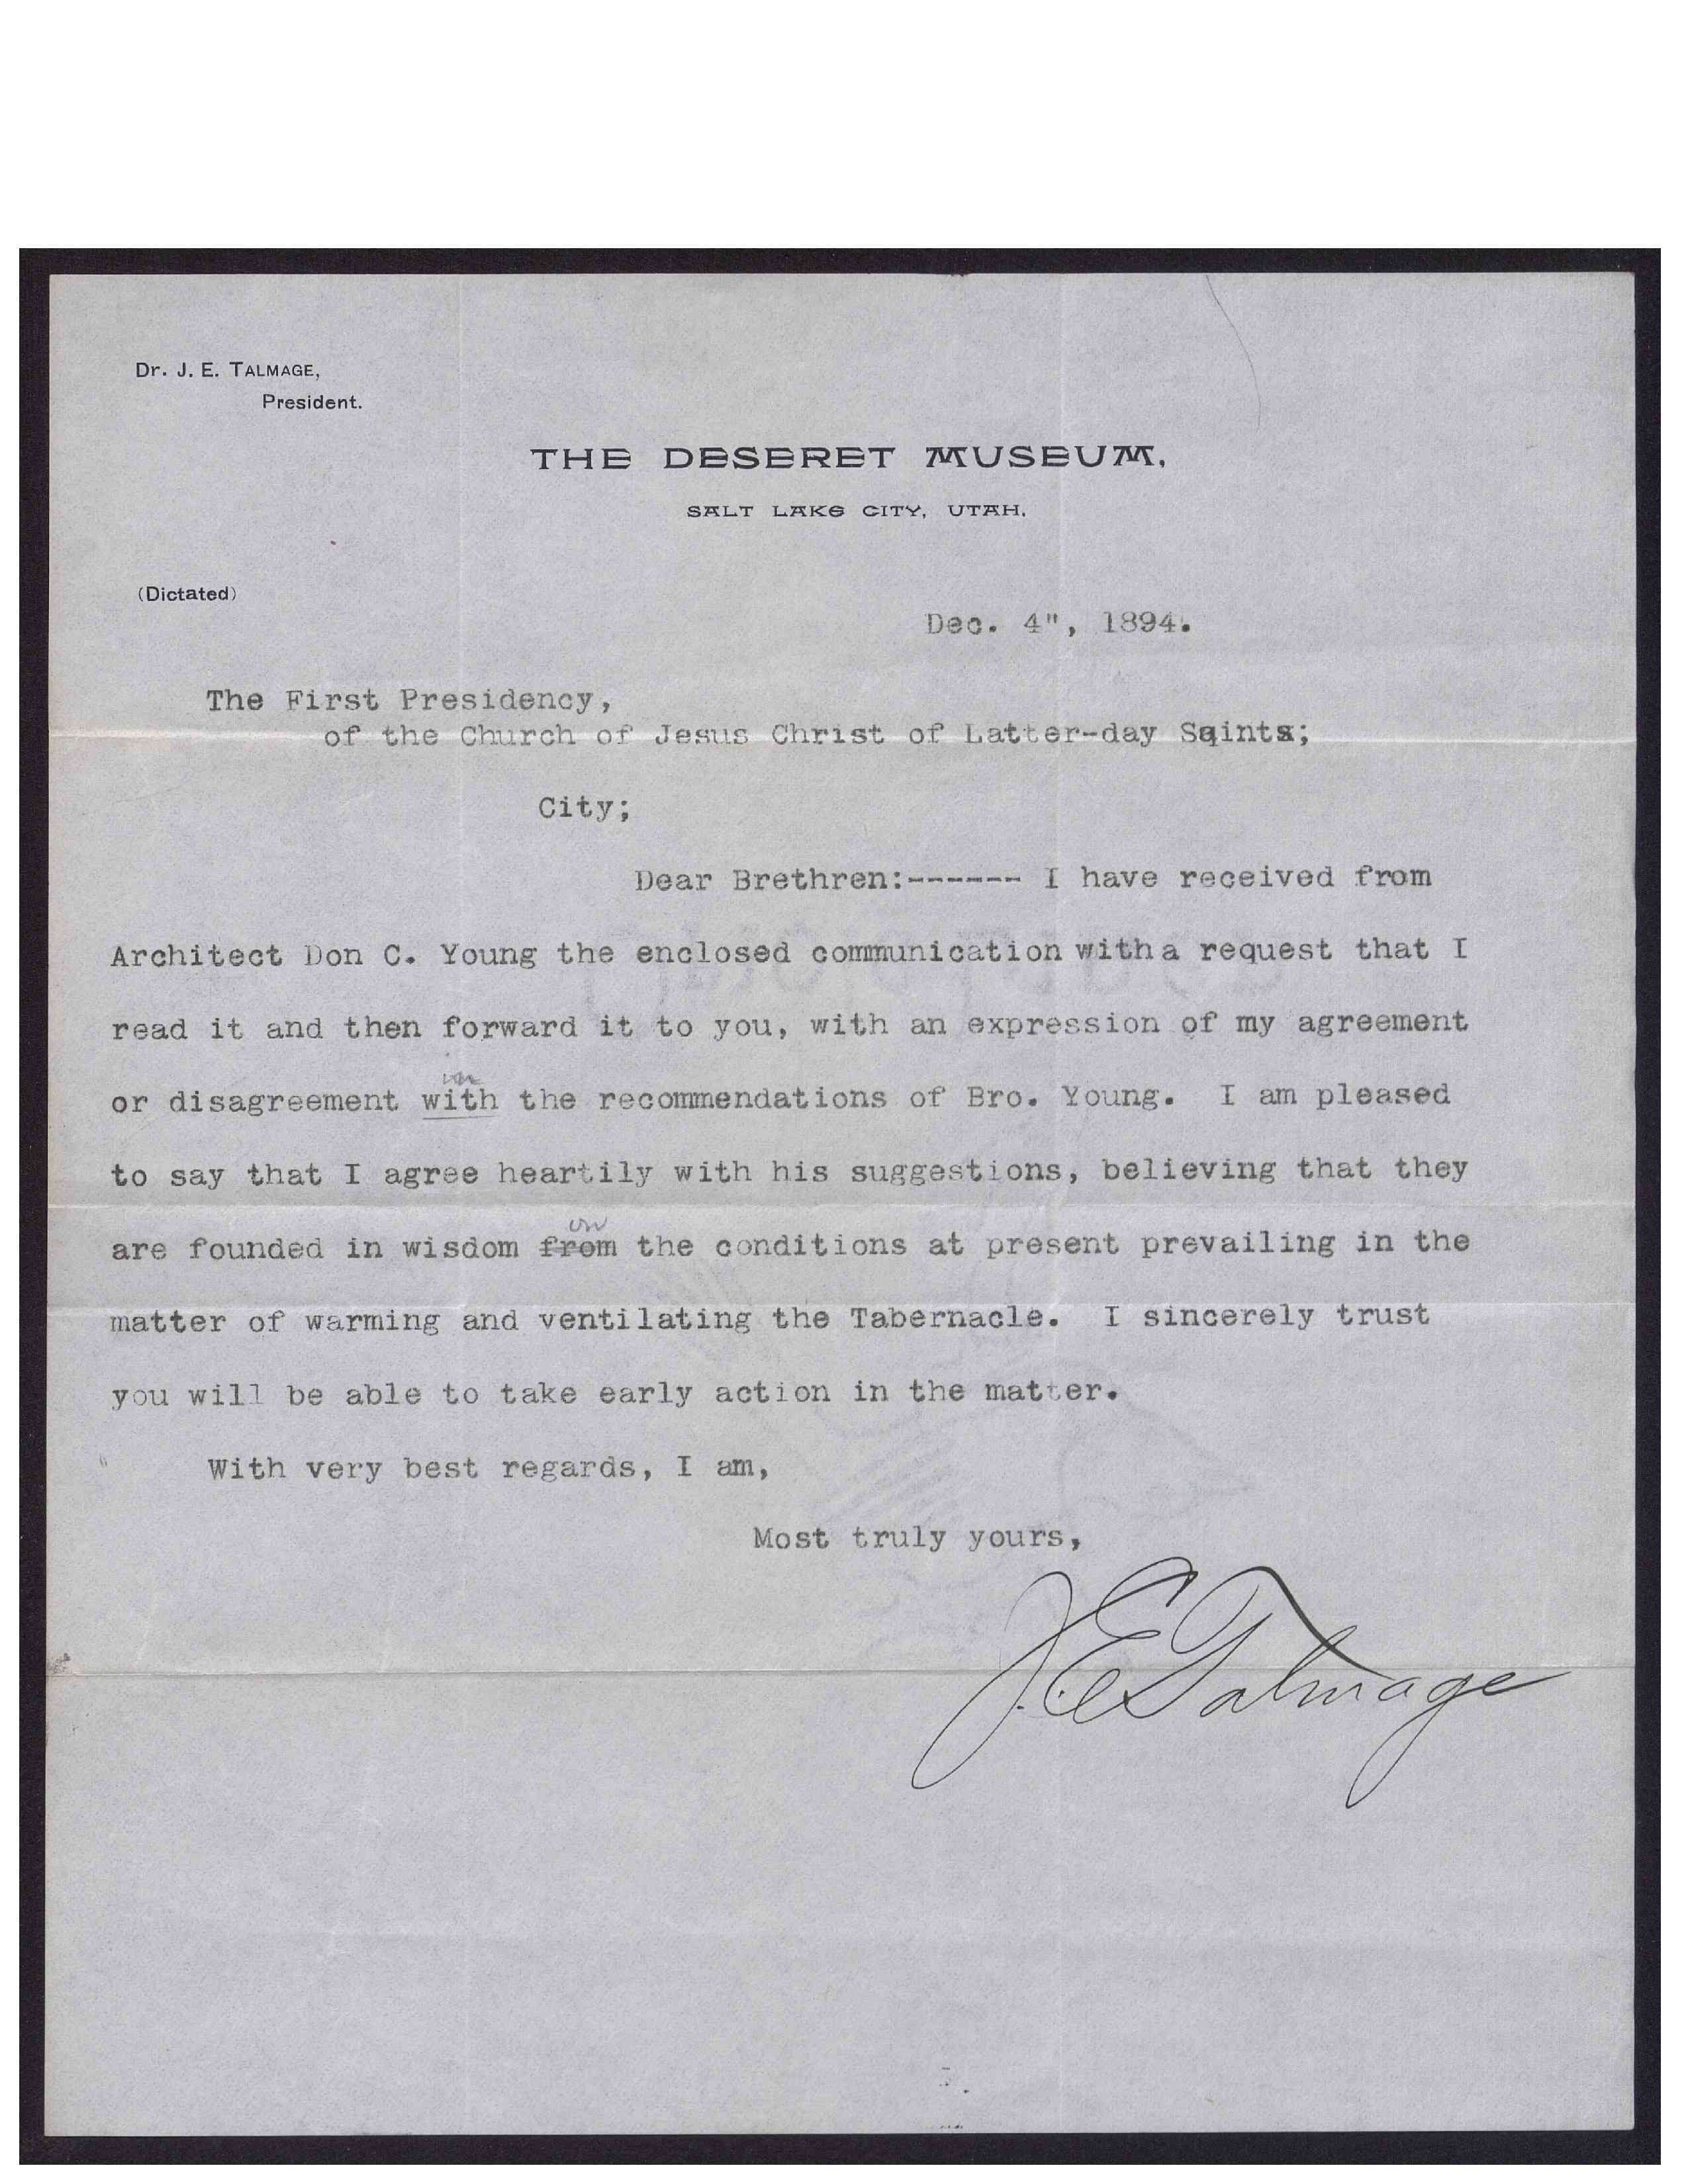 Dr. J. E. TALMAGE,
President.
THE DESERET MUSEUM,
SALT LAKE CITY, UTAH.
(Dictated)
Dec. 4", 1894.
The First Presidency,
of the Church of Jesus Christ of Latter-day Saints;
City;
Dear Brethren:------ I have received from
Architect Don C. Young the enclosed communication with a request that I
read it and then forward it to you, with an expression of my agreement
or disagreement with the recommendations of Bro. Young. I am pleased
to say that I agree heartily with his suggestions, believing that they
on
are founded in wisdom from the conditions at present prevailing in the
matter of warming and ventilating the Tabernacle. I sincerely trust
you will be able to take early action in the matter.
With very best regards, I am,
Most truly yours,
J. E. Talmage